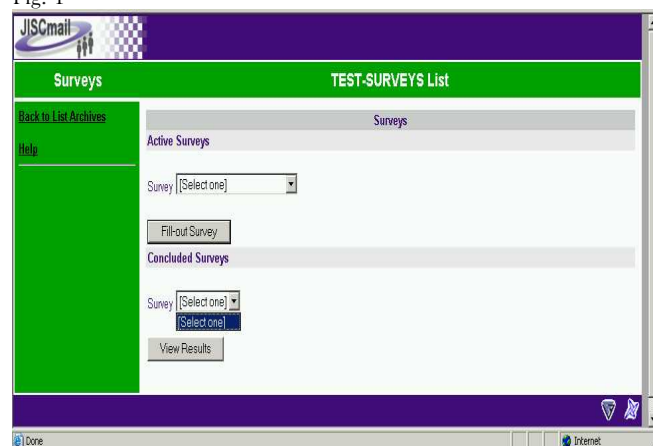 Fig. 1
JISCmail
Surveys
TEST-SURVEYS List
Back to List Archives
Help
Surveys
Active Surveys
Survey [Select one]
Fill-out Survey
Concluded Surveys
Survey [Select one]
[Select one]
View Results
Done
Internet